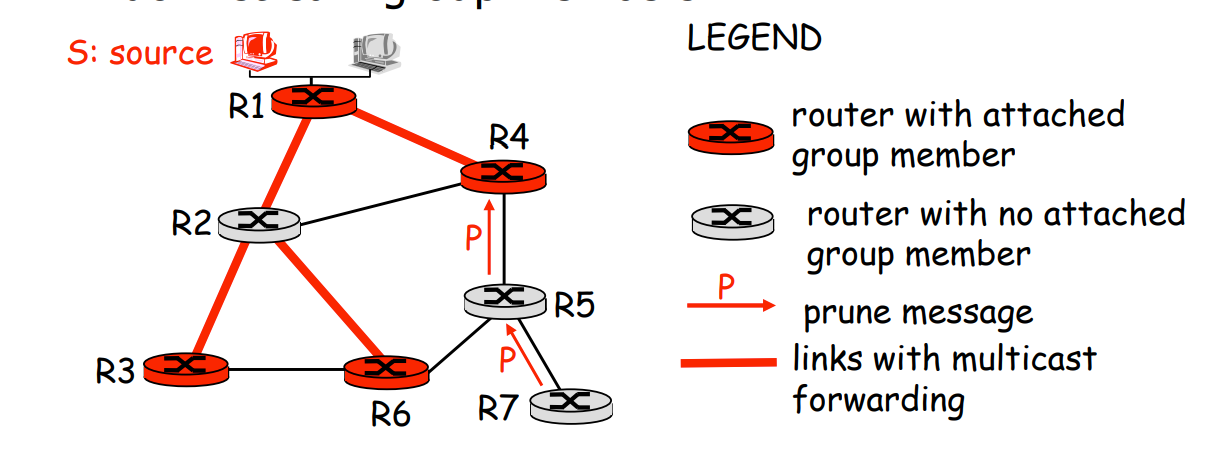 S: source
LEGEND
R1
router with attached
group member
R4
R2
router with no attached
group member
P
P
prune message
R5
links with multicast
forwarding
P
R3
R6
R7